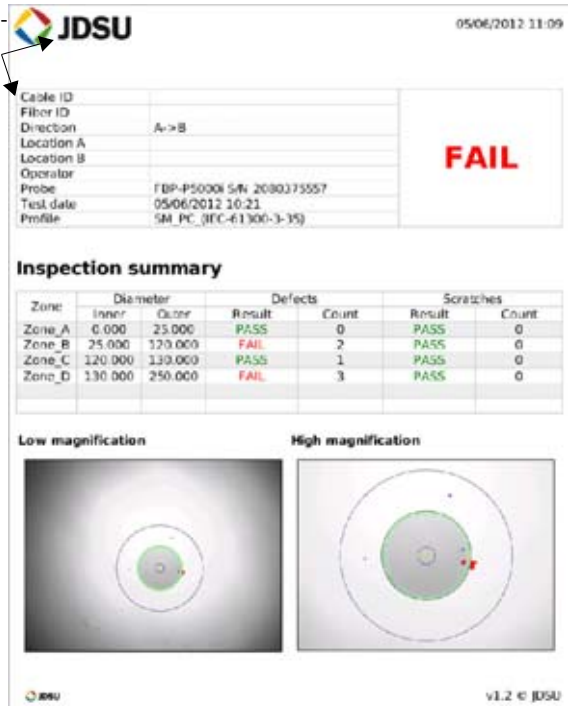 JDSU
05/06/2012 11:09
Cable ID
Fiber ID
Direction A->B
Location A
Location B
Operator
Probe FBP-P5000i S/N 2080375557
Test date 05/06/2012 10:21
Profile SM_PC_(IEC-61300-3-35)
FAIL
Inspection summary
Zone Diameter Defects Scratches
Inner Outer Result Count Result Count
Zone_A 0.000 25.000 PASS 0 PASS 0
Zone_B 25.000 120.000 FAIL 2 PASS 0
Zone_C 120.000 130.000 PASS 1 PASS 0
Zone_D 130.000 250.000 FAIL 3 PASS 0
Low magnification High magnification
JDSU v1.2 © JDSU